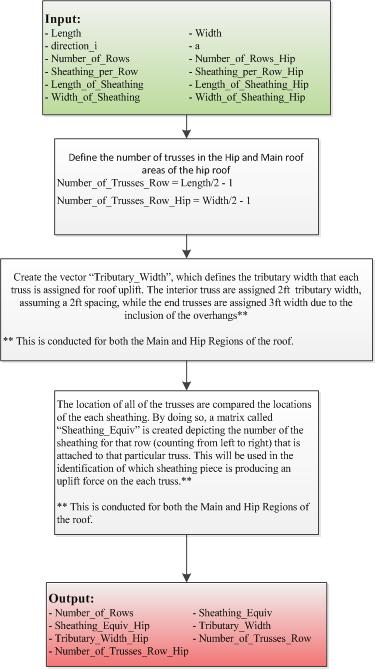 Input:
- Length - Width
- direction_i - a
- Number_of_Rows - Number_of_Rows_Hip
- Sheathing_per_Row - Sheathing_per_Row_Hip
- Length_of_Sheathing - Length_of_Sheathing_Hip
- Width_of_Sheathing - Width_of_Sheathing_Hip
Define the number of trusses in the Hip and Main roof
areas of the hip roof
Number_of_Trusses_Row = Length/2 - 1
Number_of_Trusses_Row_Hip = Width/2 - 1
Create the vector “Tributary_Width”, which defines the tributary width that each
truss is assigned for roof uplift. The interior truss are assigned 2ft tributary width,
assuming a 2ft spacing, while the end trusses are assigned 3ft width due to the
inclusion of the overhangs**
** This is conducted for both the Main and Hip Regions of the roof.
The location of all of the trusses are compared the locations
of the each sheathing. By doing so, a matrix called
“Sheathing_Equiv” is created depicting the number of the
sheathing for that row (counting from left to right) that is
attached to that particular truss. This will be used in the
identification of which sheathing piece is producing an
uplift force on the each truss.**
** This is conducted for both the Main and Hip Regions of
the roof.
Output:
- Number_of_Rows - Sheathing_Equiv
- Sheathing_Equiv_Hip - Tributary_Width
- Tributary_Width_Hip - Number_of_Trusses_Row
- Number_of_Trusses_Row_Hip